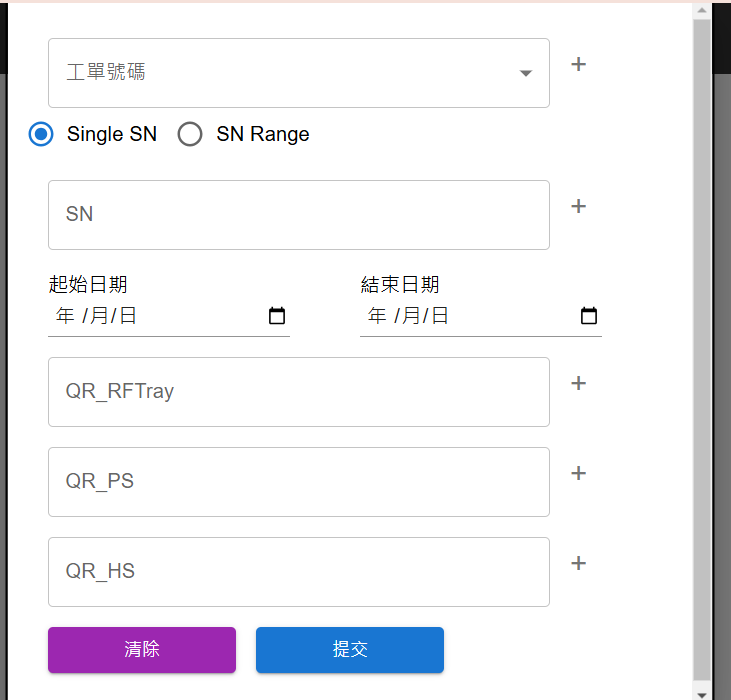 工單號碼
+
Single SN SN Range
SN
+
起始日期 結束日期
年 /月/日 年 /月/日
QR_RFTray
+
QR_PS
+
QR_HS
+
清除 提交